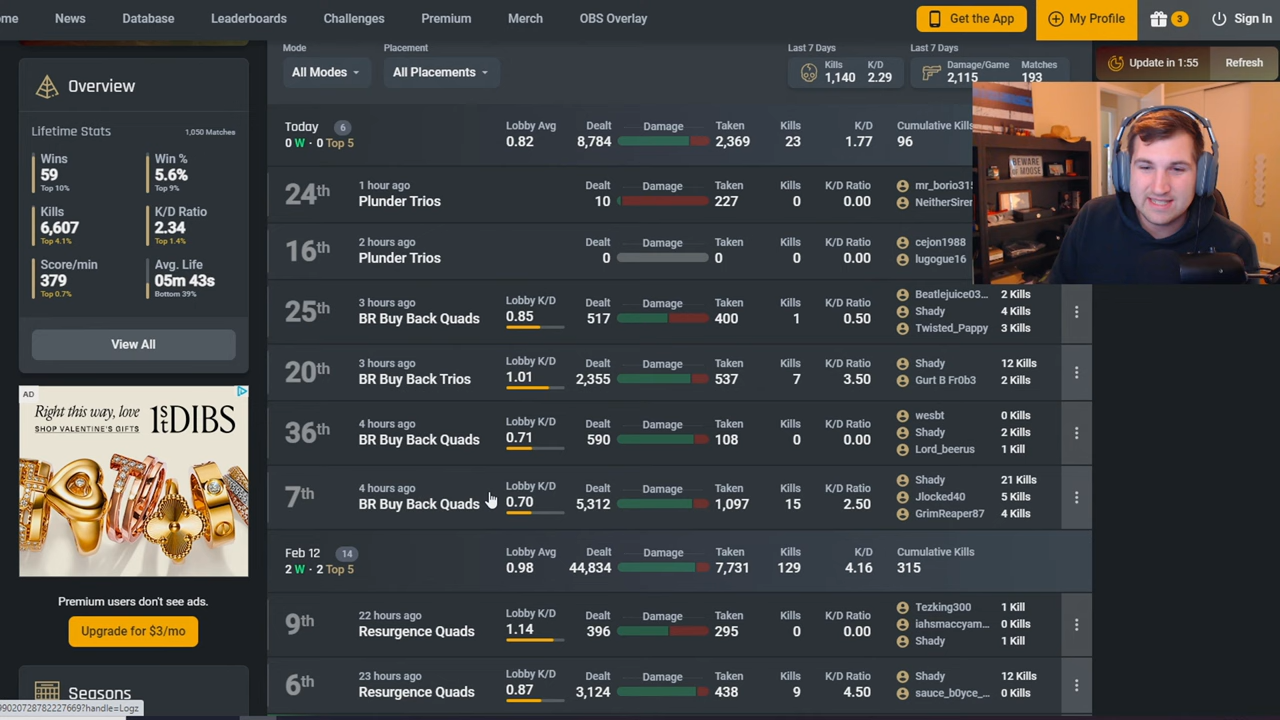 ome
News
Database
Leaderboards
Challenges
Premium
Merch
OBS Overlay
Get the App
My Profile
3
Sign In
Overview
Lifetime Stats
1,050 Matches
Wins
59
Top 10%
Win %
5.6%
Top 9%
Kills
6,607
Top 4.1%
K/D Ratio
2.34
Top 1.4%
Score/min
379
Top 0.7%
Avg. Life
05m 43s
Bottom 39%
View All
AD
Right this way, love
SHOP VALENTINE'S GIFTS
1STDIBS
Premium users don't see ads.
Upgrade for $3/mo
Seasons
99020728782227669?handle=Logz
Mode
All Modes
Placement
All Placements
Last 7 Days
Kills
1,140
K/D
2.29
Last 7 Days
Damage/Game
2,115
Matches
193
Update in 1:55
Refresh
BEWARE
OF MOOSE
Today 6
0 W · 0 Top 5
Lobby Avg
0.82
Dealt Damage Taken
8,784 2,369
Kills
23
K/D
1.77
Cumulative Kills
96
24th
1 hour ago
Plunder Trios
Dealt Damage Taken
10 227
Kills
0
K/D Ratio
0.00
mr_borio315
NeitherSiren
16th
2 hours ago
Plunder Trios
Dealt Damage Taken
0 0
Kills
0
K/D Ratio
0.00
cejon1988
lugogue16
25th
3 hours ago
BR Buy Back Quads
Lobby K/D
0.85
Dealt Damage Taken
517 400
Kills
1
K/D Ratio
0.50
Beatlejuice03... 2 Kills
Shady 4 Kills
Twisted_Pappy 3 Kills
20th
3 hours ago
BR Buy Back Trios
Lobby K/D
1.01
Dealt Damage Taken
2,355 537
Kills
7
K/D Ratio
3.50
Shady 12 Kills
Gurt B Fr0b3 2 Kills
36th
4 hours ago
BR Buy Back Quads
Lobby K/D
0.71
Dealt Damage Taken
590 108
Kills
0
K/D Ratio
0.00
wesbt 0 Kills
Shady 2 Kills
Lord_beerus 1 Kill
7th
4 hours ago
BR Buy Back Quads
Lobby K/D
0.70
Dealt Damage Taken
5,312 1,097
Kills
15
K/D Ratio
2.50
Shady 21 Kills
Jlocked40 5 Kills
GrimReaper87 4 Kills
Feb 12 14
2 W · 2 Top 5
Lobby Avg
0.98
Dealt Damage Taken
44,834 7,731
Kills
129
K/D
4.16
Cumulative Kills
315
9th
22 hours ago
Resurgence Quads
Lobby K/D
1.14
Dealt Damage Taken
396 295
Kills
0
K/D Ratio
0.00
Tezking300 1 Kill
iahsmaccyam... 0 Kills
Shady 1 Kill
6th
23 hours ago
Resurgence Quads
Lobby K/D
0.87
Dealt Damage Taken
3,124 438
Kills
9
K/D Ratio
4.50
Shady 12 Kills
sauce_b0yce_... 0 Kills